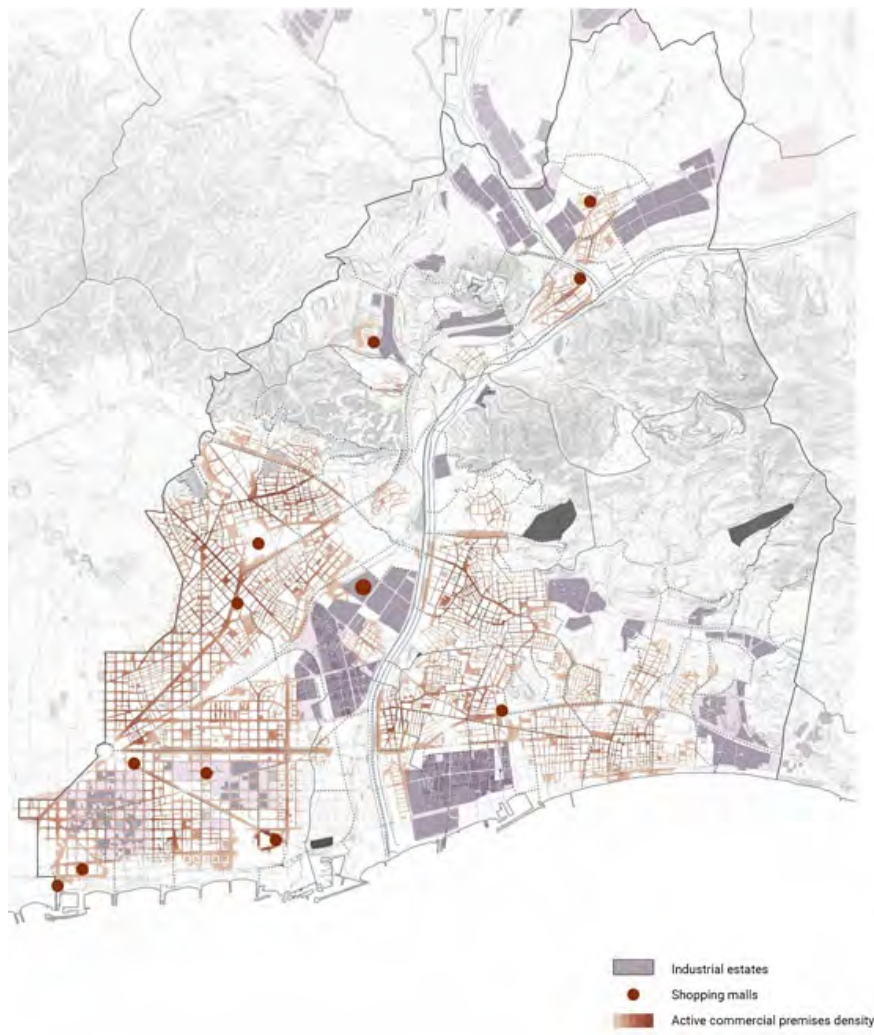 Industrial estates
Shopping malls
Active commercial premises density